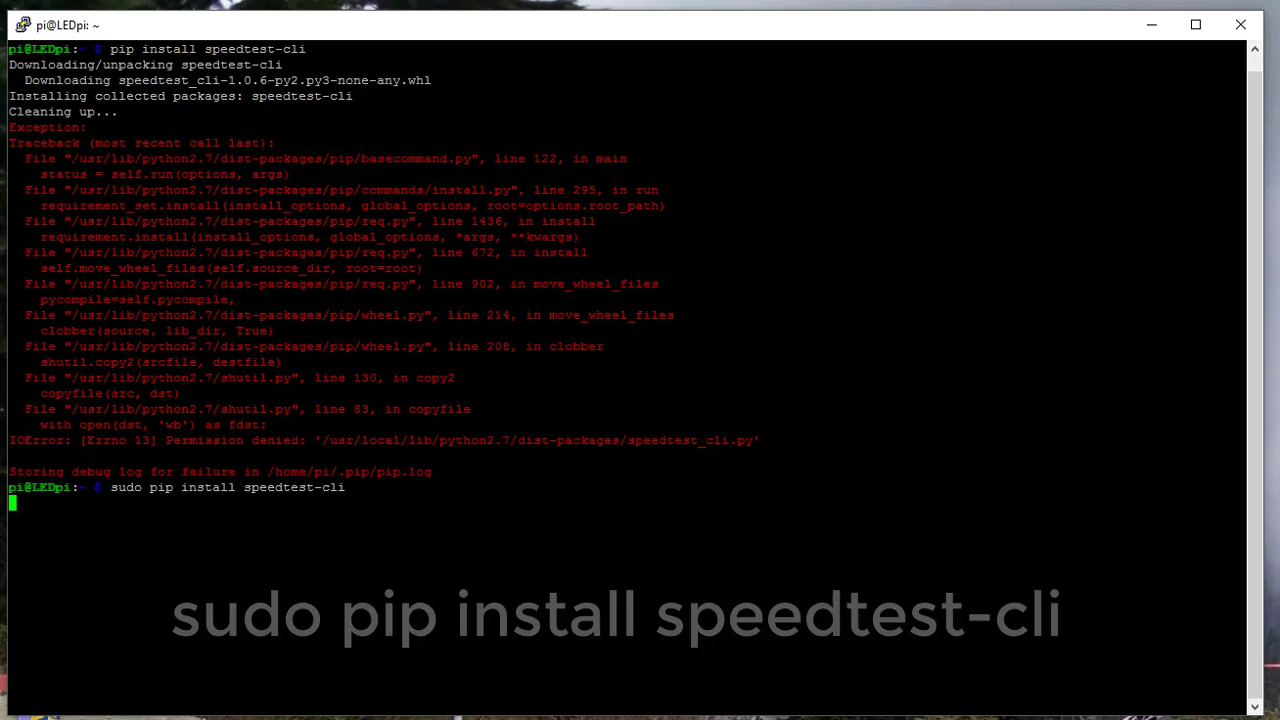 pi@LEDpi: ~
pi@LEDpi:~ $ pip install speedtest-cli
Downloading/unpacking speedtest-cli
  Downloading speedtest_cli-1.0.6-py2.py3-none-any.whl
Installing collected packages: speedtest-cli
Cleaning up...
Exception:
Traceback (most recent call last):
  File "/usr/lib/python2.7/dist-packages/pip/basecommand.py", line 122, in main
    status = self.run(options, args)
  File "/usr/lib/python2.7/dist-packages/pip/commands/install.py", line 295, in run
    requirement_set.install(install_options, global_options, root=options.root_path)
  File "/usr/lib/python2.7/dist-packages/pip/req.py", line 1436, in install
    requirement.install(install_options, global_options, *args, **kwargs)
  File "/usr/lib/python2.7/dist-packages/pip/req.py", line 672, in install
    self.move_wheel_files(self.source_dir, root=root)
  File "/usr/lib/python2.7/dist-packages/pip/req.py", line 902, in move_wheel_files
    pycompile=self.pycompile,
  File "/usr/lib/python2.7/dist-packages/pip/wheel.py", line 214, in move_wheel_files
    clobber(source, lib_dir, True)
  File "/usr/lib/python2.7/dist-packages/pip/wheel.py", line 208, in clobber
    shutil.copy2(srcfile, destfile)
  File "/usr/lib/python2.7/shutil.py", line 130, in copy2
    copyfile(src, dst)
  File "/usr/lib/python2.7/shutil.py", line 83, in copyfile
    with open(dst, 'wb') as fdst:
IOError: [Errno 13] Permission denied: '/usr/local/lib/python2.7/dist-packages/speedtest_cli.py'
Storing debug log for failure in /home/pi/.pip/pip.log
pi@LEDpi:~ $ sudo pip install speedtest-cli
sudo pip install speedtest-cli